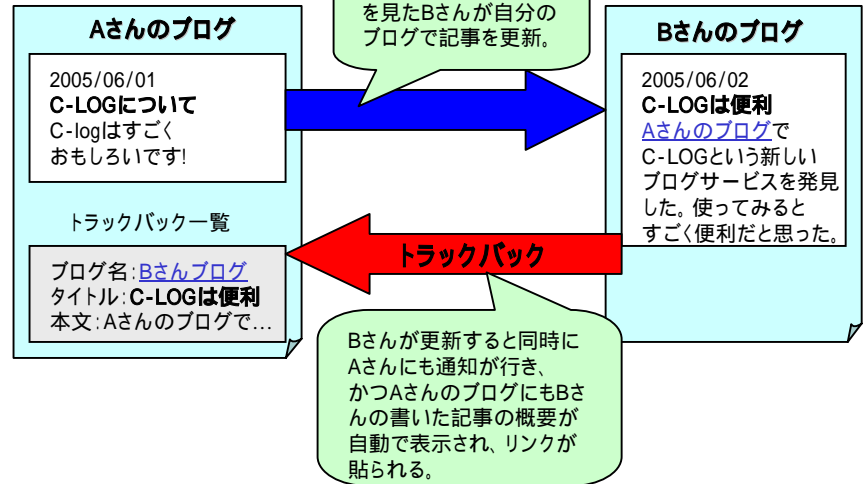 Aさんのブログ
2005/06/01
C-LOGについて
C-logはすごく
おもしろいです!
トラックバック一覧
ブログ名：Bさんブログ
タイトル：C-LOGは便利
本文：Aさんのブログで…
を見たBさんが自分の
ブログで記事を更新。
Bさんのブログ
2005/06/02
C-LOGは便利
Aさんのブログで
C-LOGという新しい
ブログサービスを発見
した。使ってみると
すごく便利だと思った。
トラックバック
Bさんが更新すると同時に
Aさんにも通知が行き、
かつAさんのブログにもBさ
んの書いた記事の概要が
自動で表示され、リンクが
貼られる。